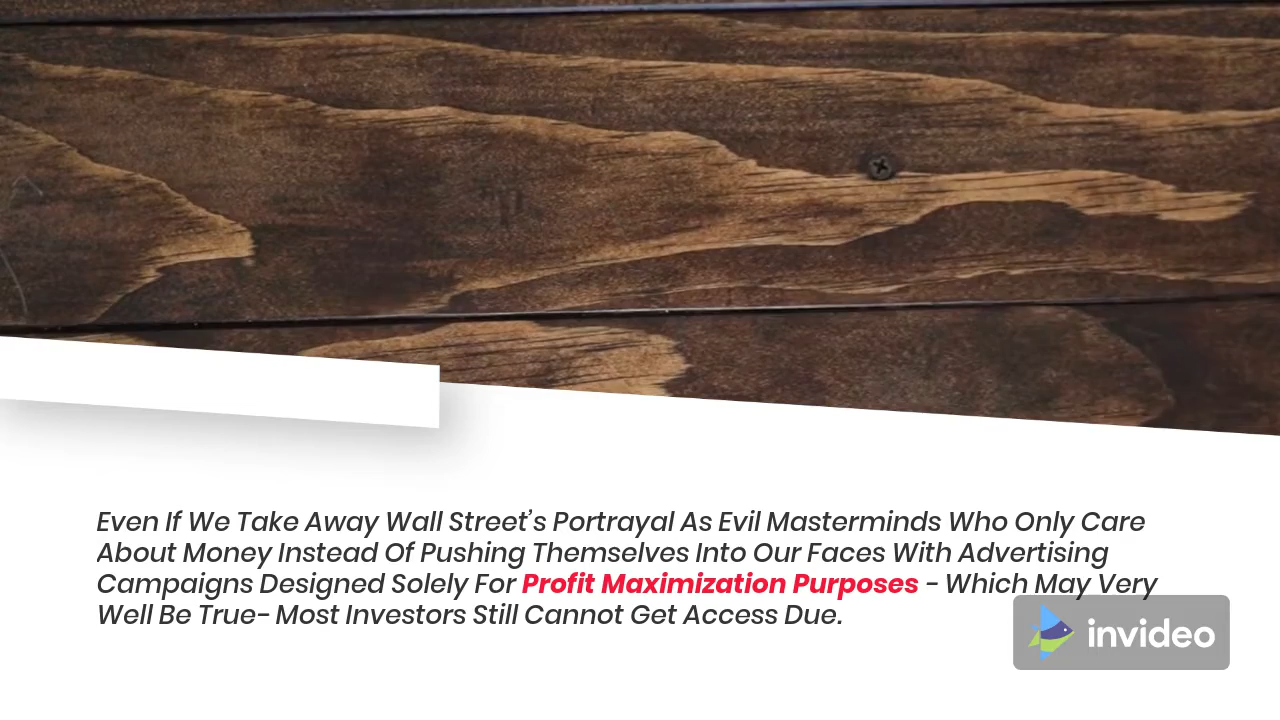 Even If We Take Away Wall Street's Portrayal As Evil Masterminds Who Only Care
About Money Instead Of Pushing Themselves Into Our Faces With Advertising
Campaigns Designed Solely For Profit Maximization Purposes - Which May Very
Well Be True- Most Investors Still Cannot Get Access Due.
invideo